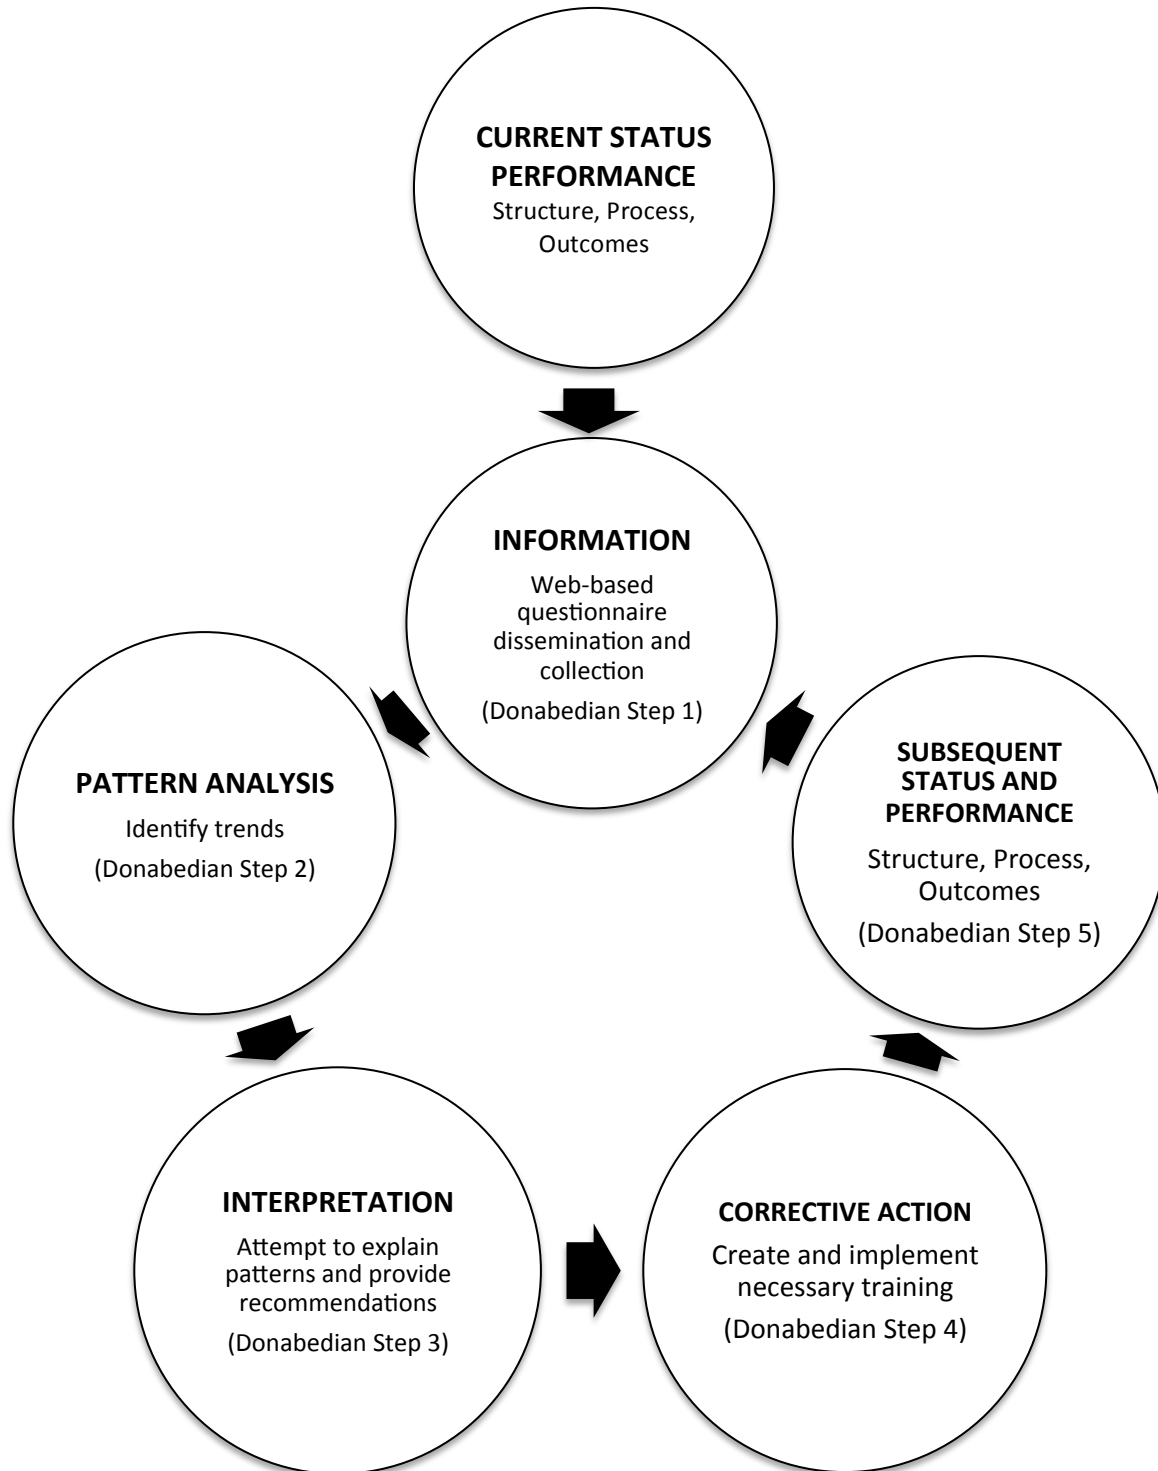 CURRENT STATUS
PERFORMANCE
Structure, Process,
Outcomes
INFORMATION
Web-based
questionnaire
dissemination and
collection
(Donabedian Step 1)
PATTERN ANALYSIS
Identify trends
(Donabedian Step 2)
SUBSEQUENT
STATUS AND
PERFORMANCE
Structure, Process,
Outcomes
(Donabedian Step 5)
INTERPRETATION
Attempt to explain
patterns and provide
recommendations
(Donabedian Step 3)
CORRECTIVE ACTION
Create and implement
necessary training
(Donabedian Step 4)